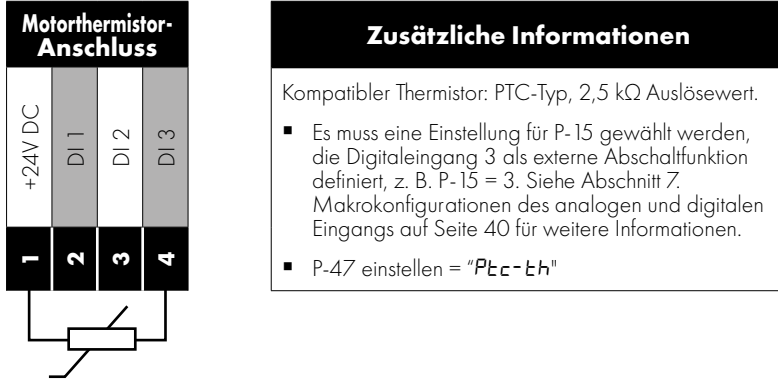 Motorthermistor-
Anschluss
+24V DC
DI 1
DI 2
DI 3
1
2
3
4
Zusätzliche Informationen
Kompatibler Thermistor: PTC-Typ, 2,5 kΩ Auslösewert.
▪ Es muss eine Einstellung für P-15 gewählt werden,
die Digitaleingang 3 als externe Abschaltfunktion
definiert, z. B. P-15 = 3. Siehe Abschnitt 7.
Makrokonfigurationen des analogen und digitalen
Eingangs auf Seite 40 für weitere Informationen.
▪ P-47 einstellen = “Ptc-th"